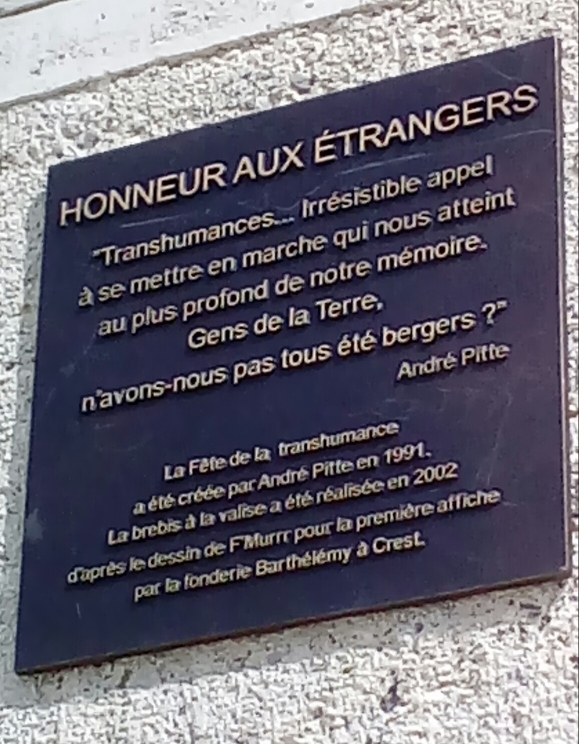 HONNEUR AUX ÉTRANGERS
"Transhumances... Irrésistible appel
à se mettre en marche qui nous atteint
au plus profond de notre mémoire.
Gens de la Terre,
n'avons-nous pas tous été bergers ?"
André Pitte
La Fête de la transhumance
a été créée par André Pitte en 1991.
La brebis à la valise a été réalisée en 2002
d'après le dessin de F'Murrr pour la première affiche
par la fonderie Barthélémy à Crest.